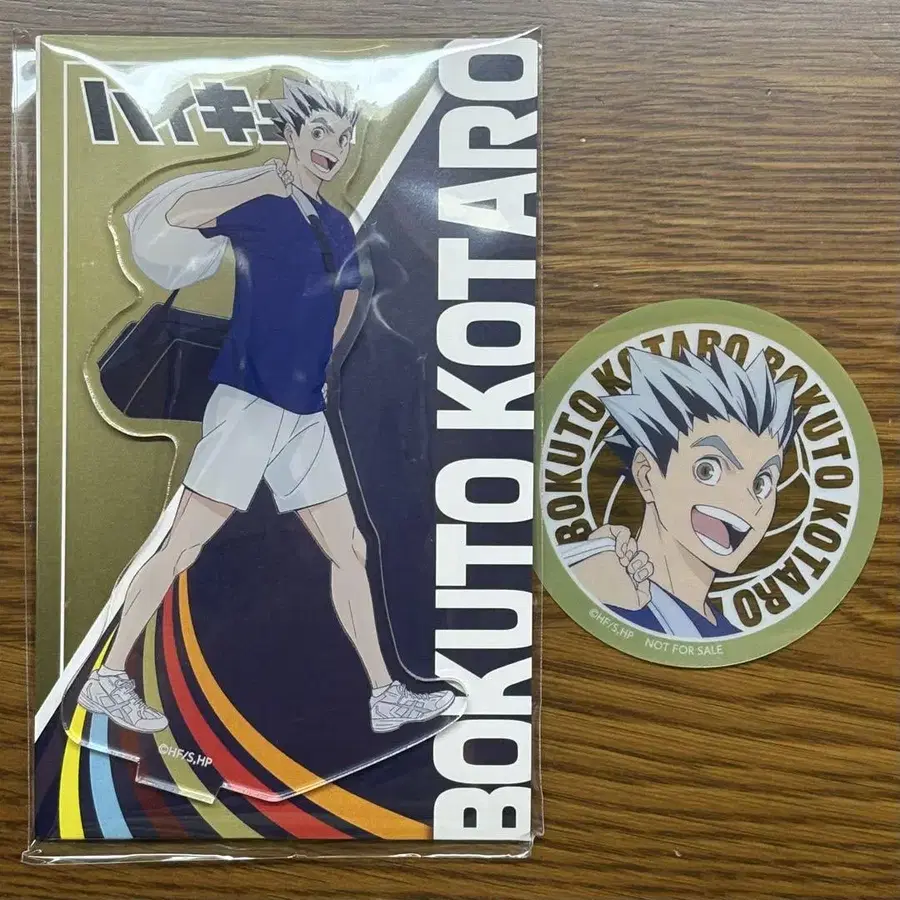 ハイキュー
BOKUTO KOTARO
©HF/S,HP
BOKUTO KOTARO BOKUTO KOTARO
©HF/S,HP
NOT FOR SALE